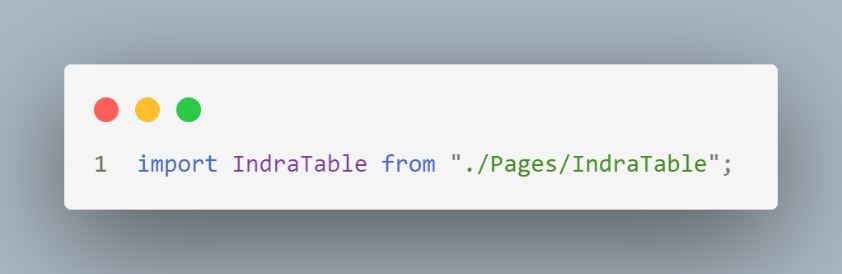 1 import IndraTable from "./Pages/IndraTable";